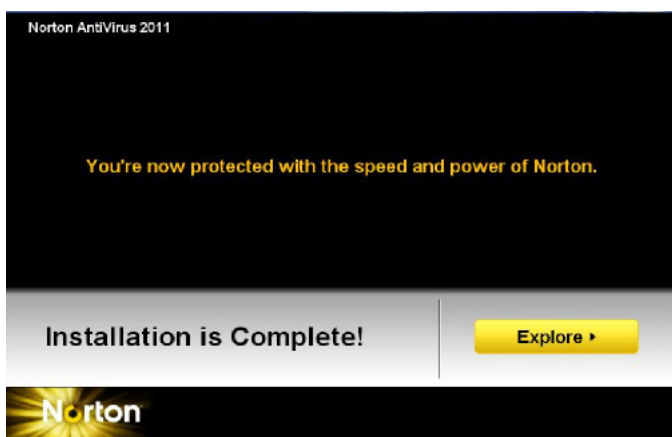 Norton AntiVirus 2011
You're now protected with the speed and power of Norton.
Installation is Complete!
Explore
Norton